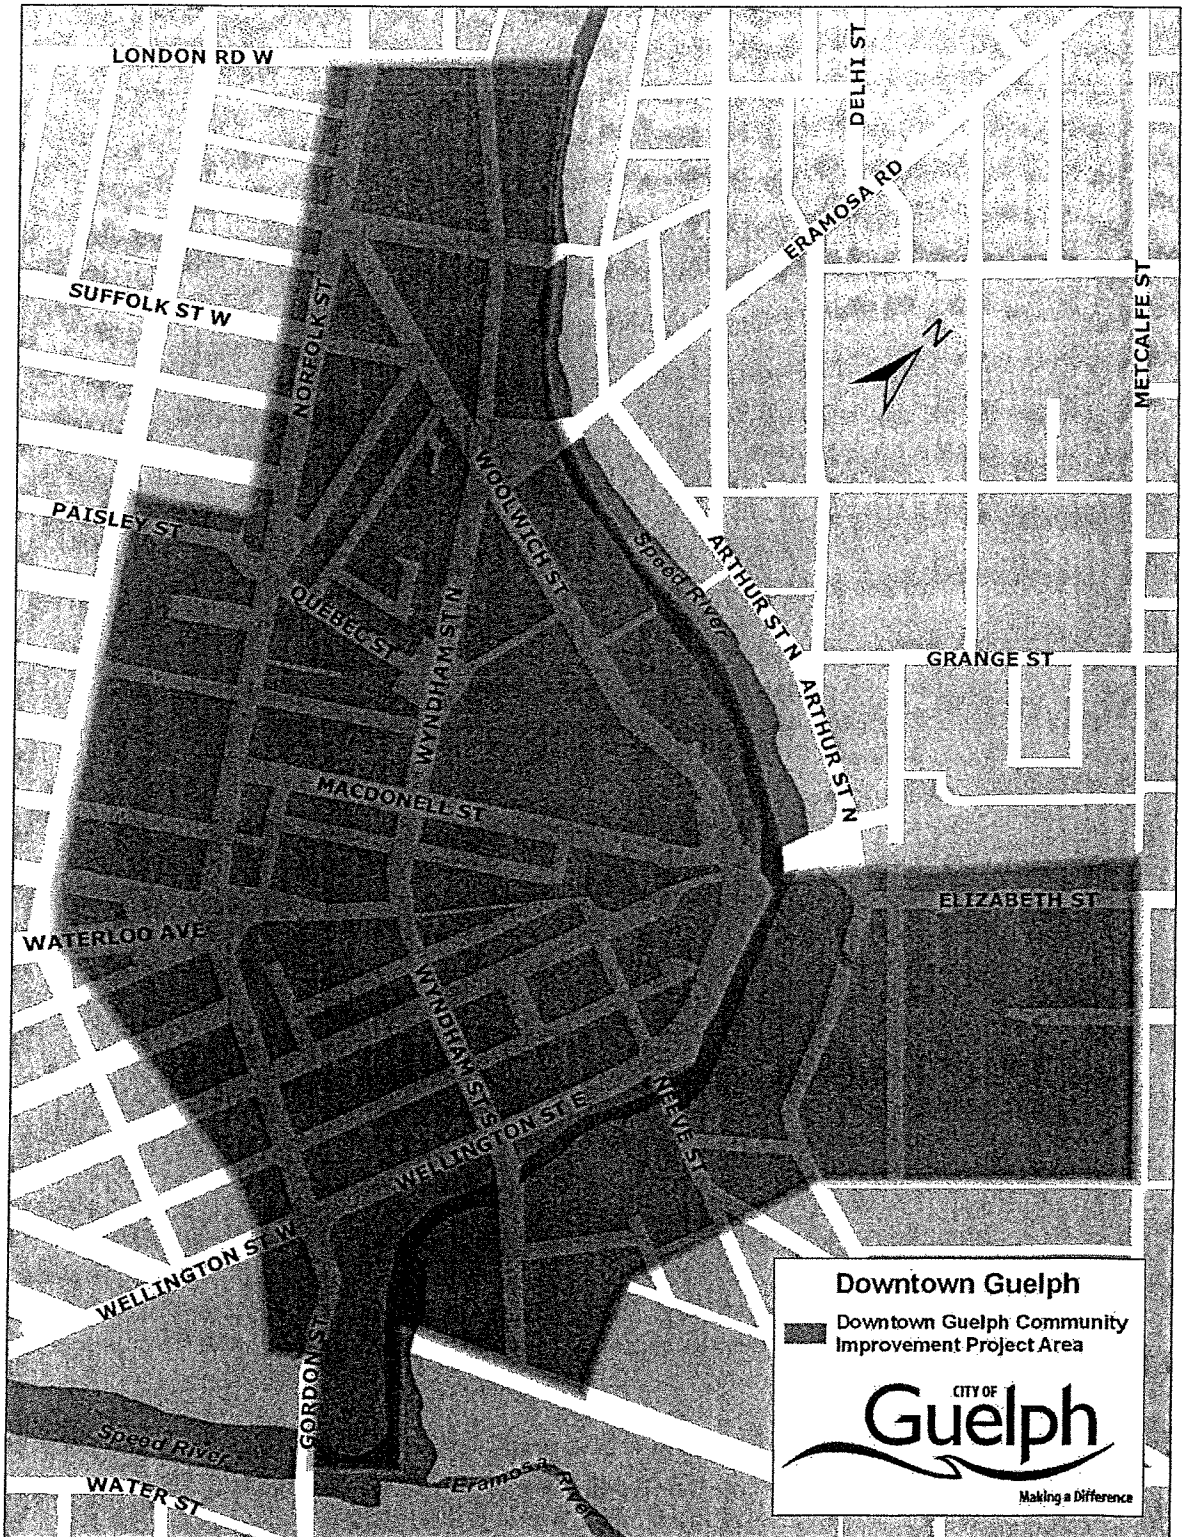 LONDON RD W
DELHI ST
ERAMOSA RD
SUFFOLK ST W
NORFOLK ST
METCALFE ST
N
PAISLEY ST
WOOLWICH ST
Speed River
ARTHUR ST N
QUEBEC ST
WYNDHAM ST N
GRANGE ST
ARTHUR ST N
MACDONELL ST
ELIZABETH ST
WATERLOO AVE
WYNDHAM ST S
NEEVE ST
WELLINGTON ST E
WELLINGTON ST W
GORDON ST
Speed River
Eramosa River
WATER ST
Downtown Guelph
Downtown Guelph Community
Improvement Project Area
CITY OF
Guelph
Making a Difference